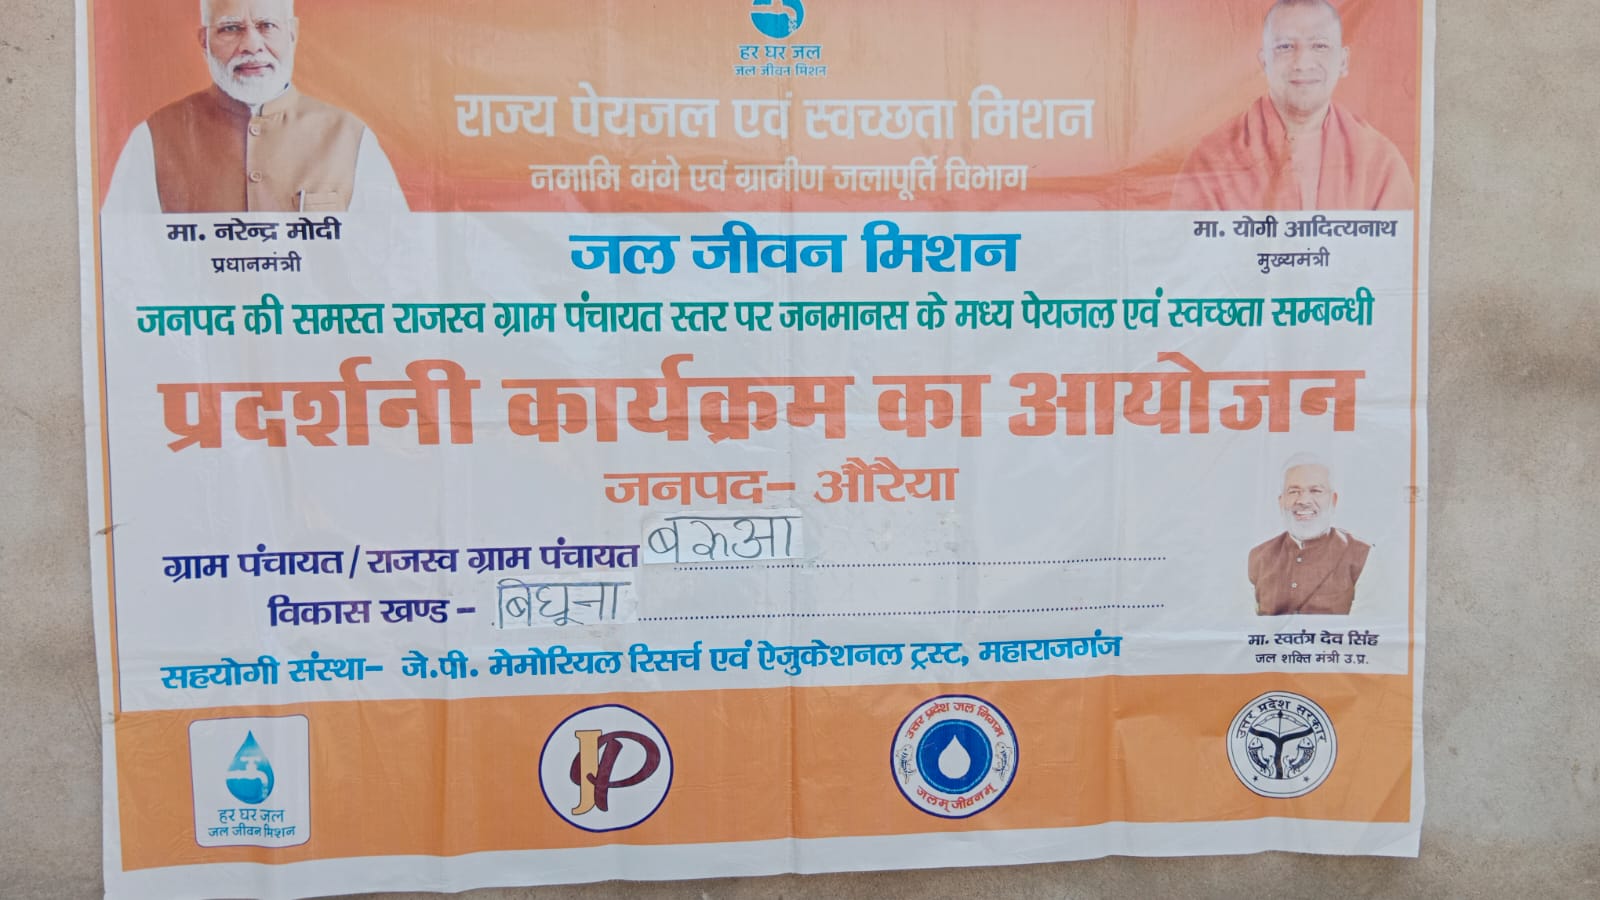 हर घर जल
जल जीवन मिशन
राज्य पेयजल एवं स्वच्छता मिशन
नमामि गंगे एवं ग्रामीण जलापूर्ति विभाग
मा. नरेन्द्र मोदी
प्रधानमंत्री
मा. योगी आदित्यनाथ
मुख्यमंत्री
जल जीवन मिशन
जनपद की समस्त राजस्व ग्राम पंचायत स्तर पर जनमानस के मध्य पेयजल एवं स्वच्छता सम्बन्धी
प्रदर्शनी कार्यक्रम का आयोजन
जनपद- औरैया
ग्राम पंचायत / राजस्व ग्राम पंचायत बरुआ
विकास खण्ड - बिधूना
मा. स्वतंत्र देव सिंह
जल शक्ति मंत्री उ.प्र.
सहयोगी संस्था- जे.पी. मेमोरियल रिसर्च एवं ऐजुकेशनल ट्रस्ट, महाराजगंज
हर घर जल
जल जीवन मिशन
JP
उत्तर प्रदेश जल निगम
जलम् जीवनम्
उत्तर प्रदेश सरकार